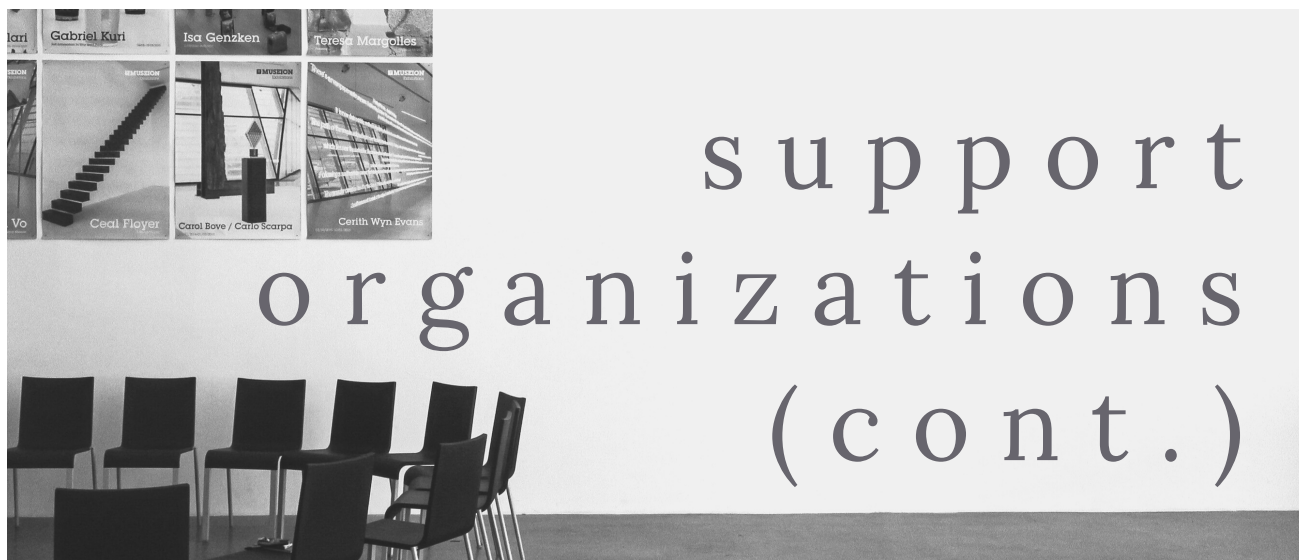 lari
Gabriel Kuri
Isa Genzken
Teresa Margolles
MUSEION
MUSEION
MUSEION
Vo
Ceal Floyer
Carol Bove / Carlo Scarpa
Cerith Wyn Evans
support
organizations
(cont.)